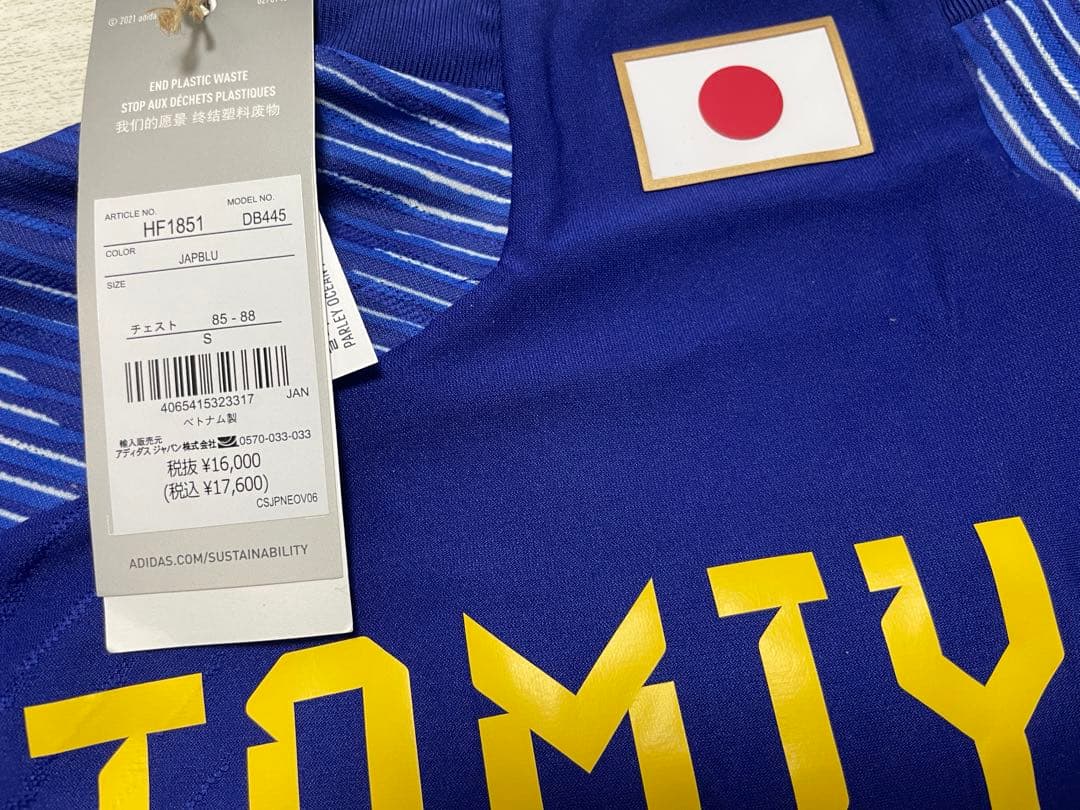 © 2021 adida
END PLASTIC WASTE
STOP AUX DÉCHETS PLASTIQUES
我们的愿景 终结塑料废物
ARTICLE NO.
MODEL NO.
HF1851
DB445
COLOR
JAPBLU
SIZE
チェスト 85 - 88
S
4065415323317 JAN
ベトナム製
輸入販売元
アディダス ジャパン株式会社 0570-033-033
税抜 ¥16,000
(税込 ¥17,600)
CSJPNEOV06
ADIDAS.COM/SUSTAINABILITY
PARLEY OCEAN
TOMTY